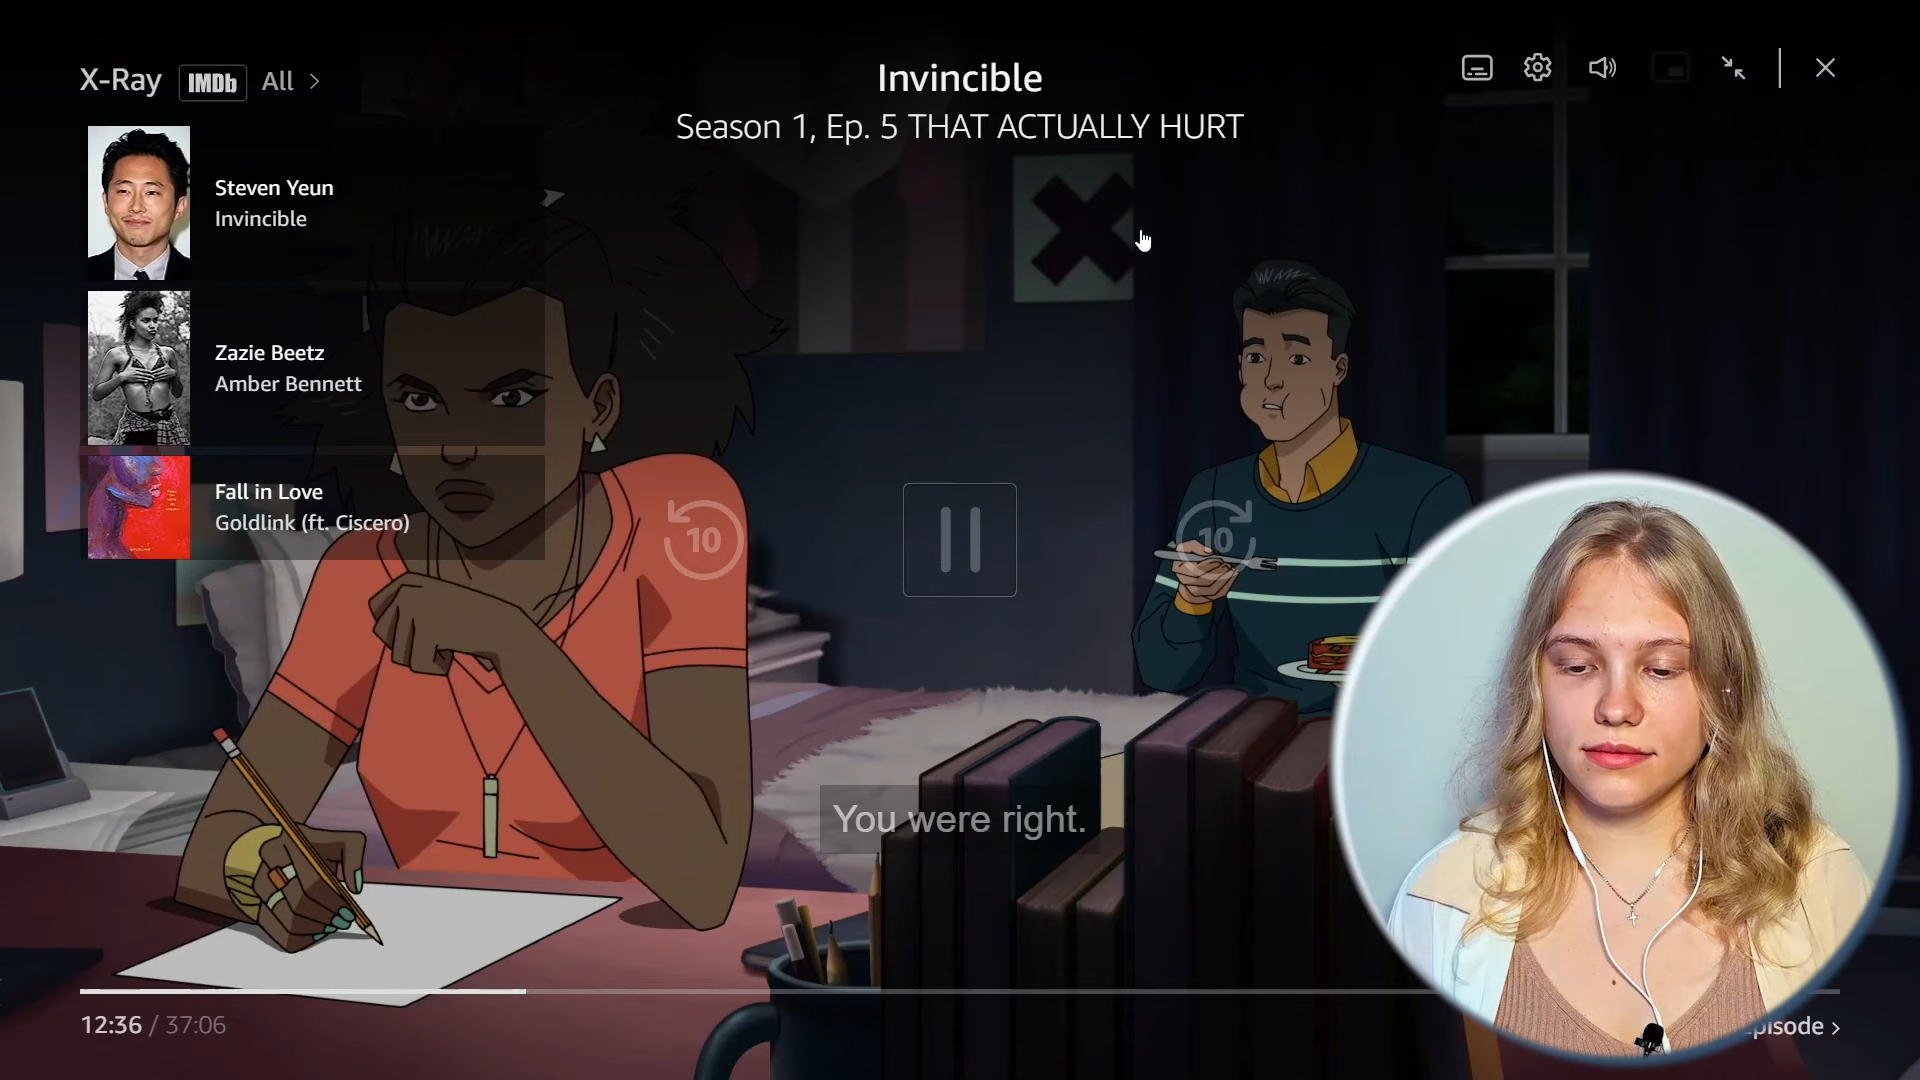 X-Ray IMDb All >
Invincible
Season 1, Ep. 5 THAT ACTUALLY HURT
Steven Yeun
Invincible
Zazie Beetz
Amber Bennett
Fall in Love
Goldlink (ft. Ciscero)
10
10
You were right.
12:36 / 37:06
pisode >